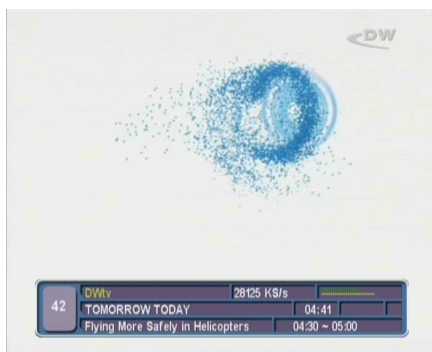 DW
DWtv 28125 KS/s
42
TOMORROW TODAY 04:41
Flying More Safely in Helicopters 04:30 ~ 05:00